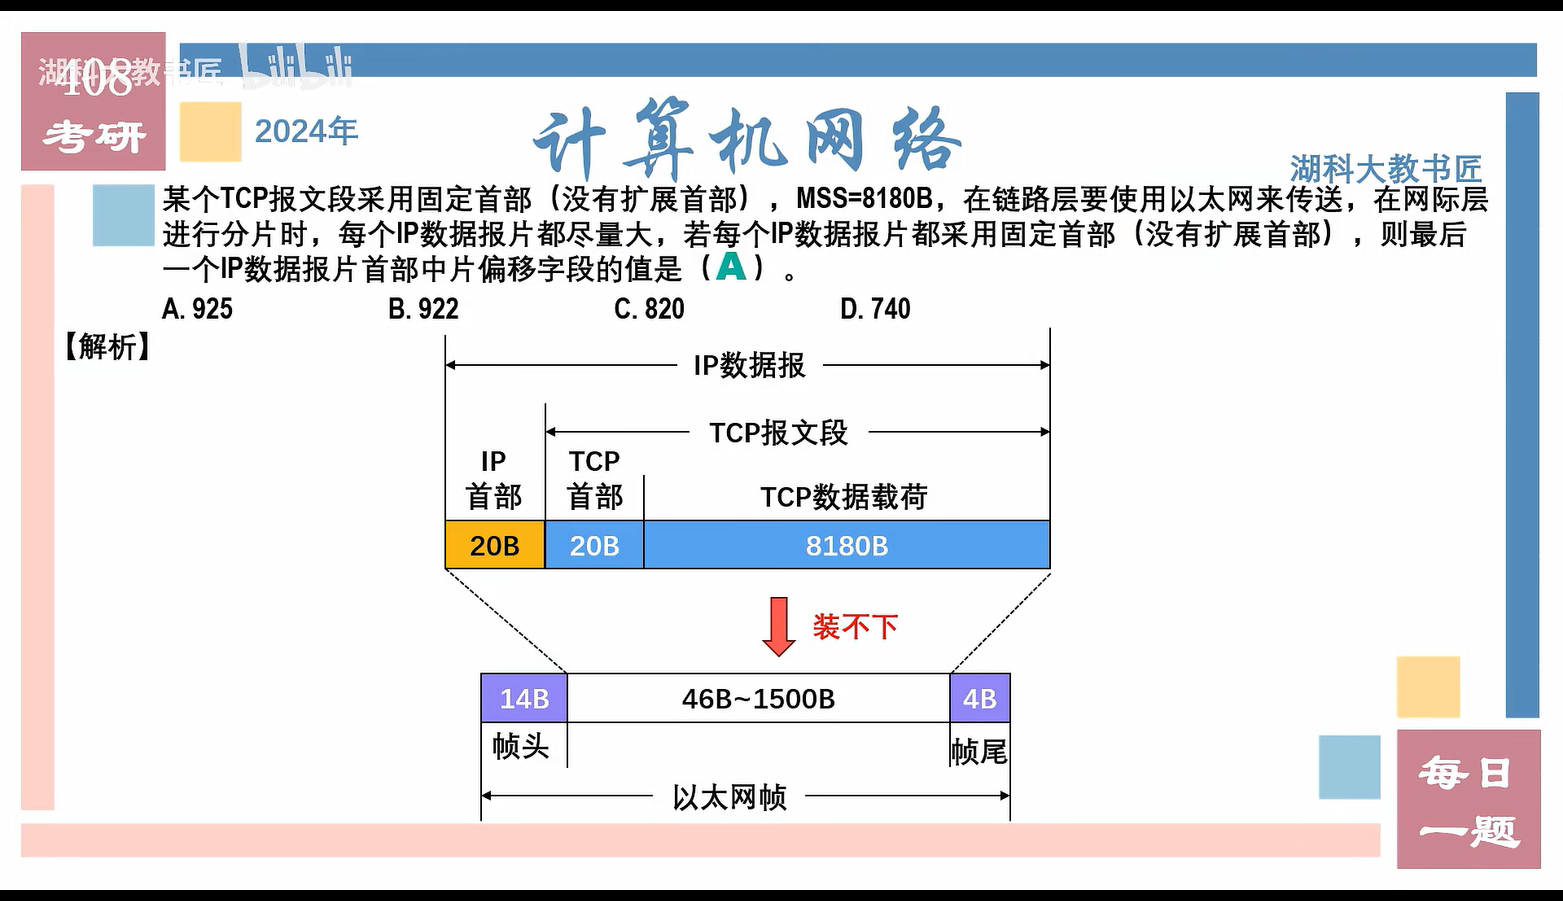 湖科大教书匠 bilibili
408
考研
2024年
计算机网络
湖科大教书匠
某个TCP报文段采用固定首部（没有扩展首部），MSS=8180B，在链路层要使用以太网来传送，在网际层
进行分片时，每个IP数据报片都尽量大，若每个IP数据报片都采用固定首部（没有扩展首部），则最后
一个IP数据报片首部中片偏移字段的值是（A）。
A. 925 B. 922 C. 820 D. 740
【解析】
IP数据报
TCP报文段
IP TCP
首部 首部 TCP数据载荷
20B 20B 8180B
装不下
14B 46B~1500B 4B
帧头 帧尾
以太网帧
每日
一题